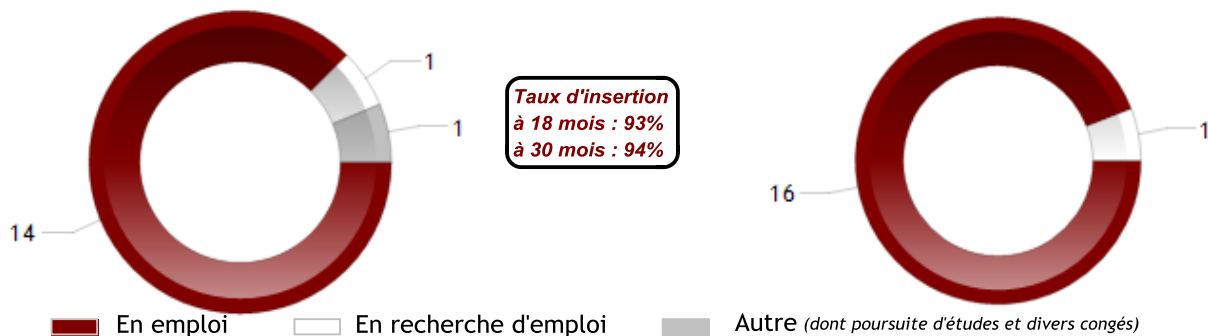 1
1
14
Taux d'insertion
à 18 mois : 93%
à 30 mois : 94%
1
16
En emploi
En recherche d'emploi
Autre (dont poursuite d'études et divers congés)